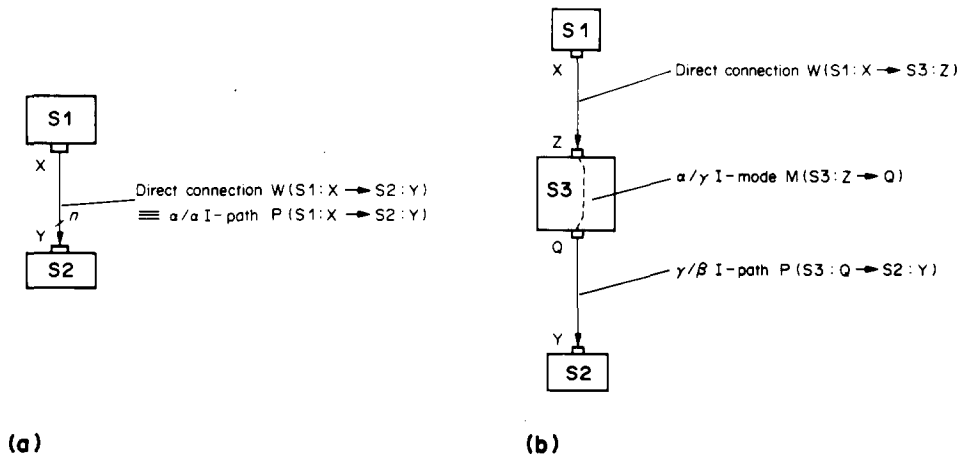 S1
X
Direct connection W(S1:X → S2:Y)
≡ α/α I-path P(S1:X → S2:Y)
n
Y
S2
(a)
S1
X
Direct connection W(S1:X → S3:Z)
Z
S3
α/γ I-mode M(S3:Z → Q)
Q
γ/β I-path P(S3:Q → S2:Y)
Y
S2
(b)